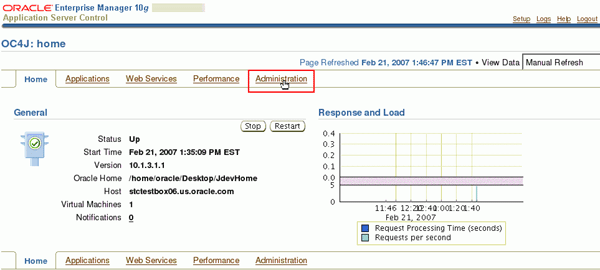 ORACLE Enterprise Manager 10g
Application Server Control
Setup Logs Help Logout
OC4J: home
Page Refreshed Feb 21, 2007 1:46:47 PM EST • View Data Manual Refresh
Home Applications Web Services Performance Administration
General
Stop Restart
Status Up
Start Time Feb 21, 2007 1:35:09 PM EST
Version 10.1.3.1.1
Oracle Home /home/oracle/Desktop/JdevHome
Host stctestbox06.us.oracle.com
Virtual Machines 1
Notifications 0
Response and Load
0.4
0.3
0.2
0.1
0.0
5
0
11:46 12:20 12:40 1:00 1:20 1:40
Feb 21, 2007
Request Processing Time (seconds)
Requests per second
Home Applications Web Services Performance Administration